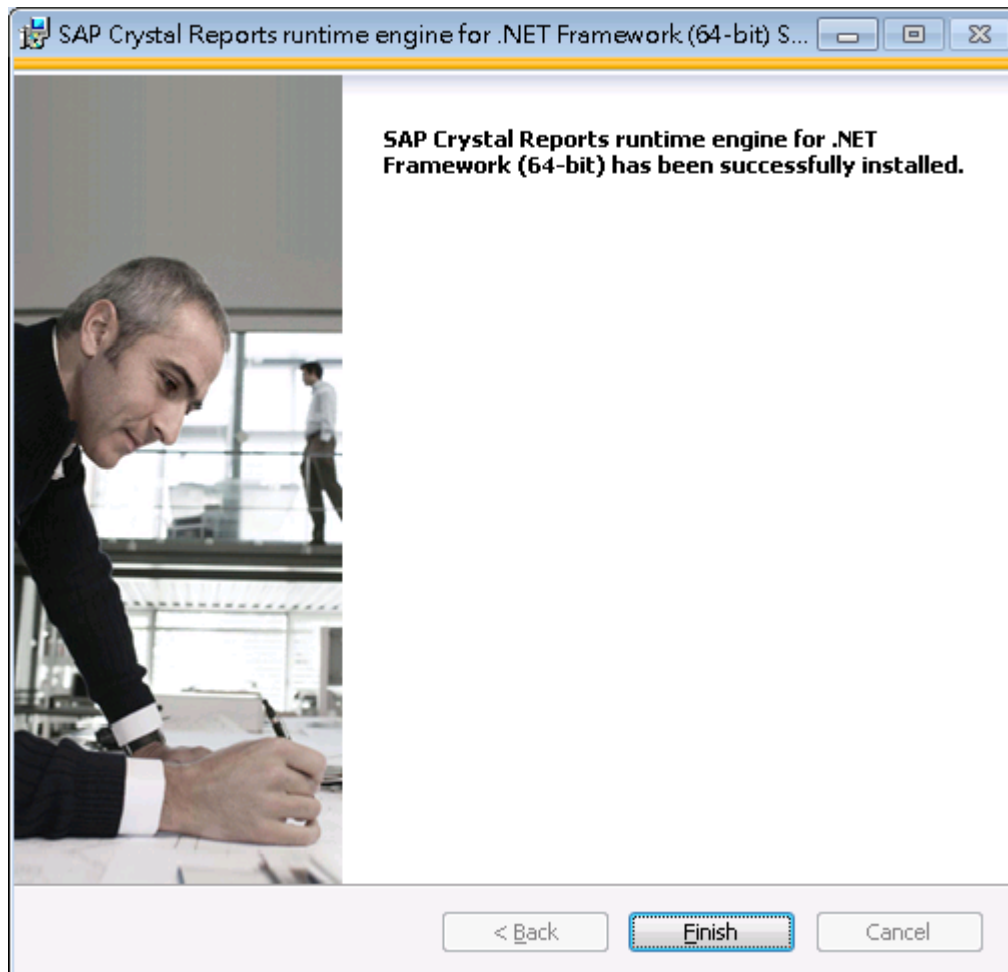 SAP Crystal Reports runtime engine for .NET Framework (64-bit) S...
SAP Crystal Reports runtime engine for .NET
Framework (64-bit) has been successfully installed.
< Back
Finish
Cancel